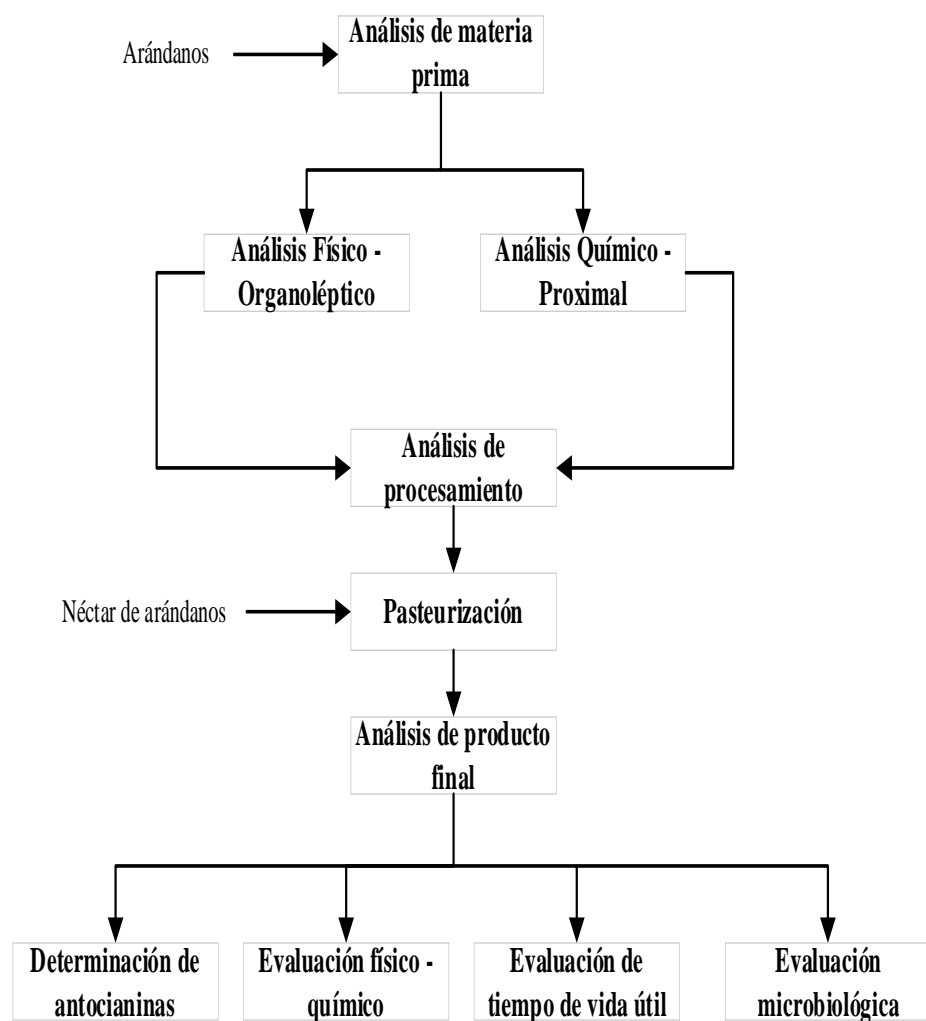 Arándanos
Análisis de materia
prima
Análisis Físico -
Organoléptico
Análisis Químico -
Proximal
Análisis de
procesamiento
Néctar de arándanos
Pasteurización
Análisis de producto
final
Determinación de
antocianinas
Evaluación físico -
químico
Evaluación de
tiempo de vida útil
Evaluación
microbiológica